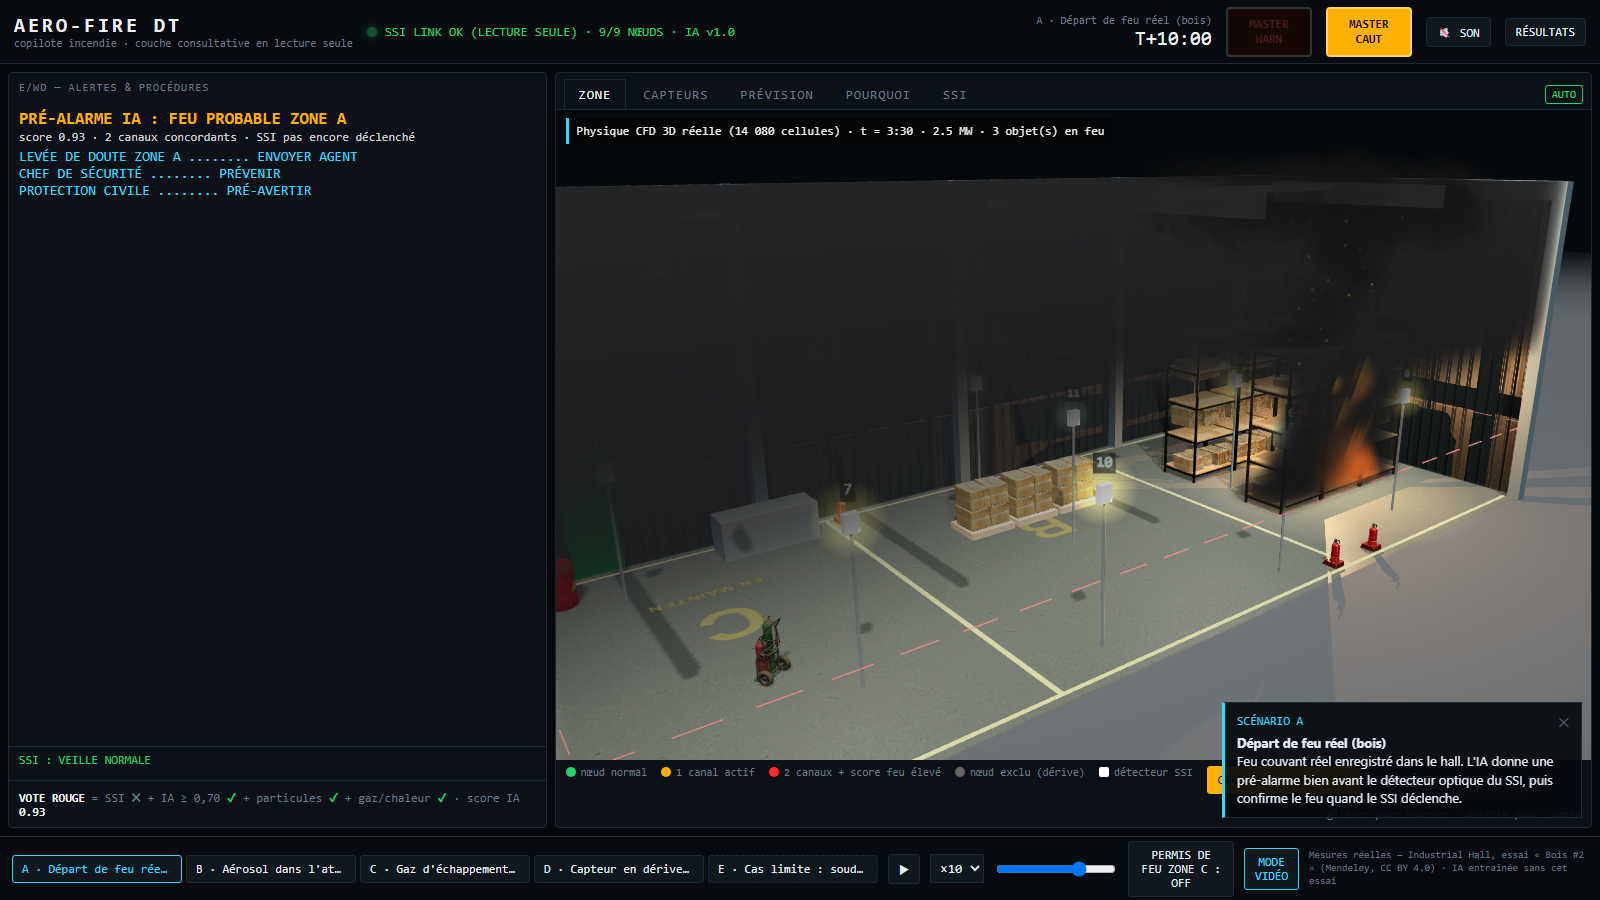 AERO-FIRE DT
copilote incendie · couche consultative en lecture seule
SSI LINK OK (LECTURE SEULE) · 9/9 NŒUDS · IA v1.0
A · Départ de feu réel (bois)
T+10:00
MASTER
WARN
MASTER
CAUT
SON
RÉSULTATS
E/WD — ALERTES & PROCÉDURES
PRÉ-ALARME IA : FEU PROBABLE ZONE A
score 0.93 · 2 canaux concordants · SSI pas encore déclenché
LEVÉE DE DOUTE ZONE A ........ ENVOYER AGENT
CHEF DE SÉCURITÉ ........ PRÉVENIR
PROTECTION CIVILE ........ PRÉ-AVERTIR
SSI : VEILLE NORMALE
VOTE ROUGE = SSI ✕ + IA ≥ 0,70 ✓ + particules ✓ + gaz/chaleur ✓ · score IA
0.93
ZONE
CAPTEURS
PRÉVISION
POURQUOI
SSI
AUTO
Physique CFD 3D réelle (14 080 cellules) · t = 3:30 · 2.5 MW · 3 objet(s) en feu
8
11
10
7
B
C
EN MAINTEN
nœud normal
1 canal actif
2 canaux + score feu élevé
nœud exclu (dérive)
détecteur SSI
SCÉNARIO A
Départ de feu réel (bois)
Feu couvant réel enregistré dans le hall. L'IA donne une
pré-alarme bien avant le détecteur optique du SSI, puis
confirme le feu quand le SSI déclenche.
A · Départ de feu rée…
B · Aérosol dans l'at…
C · Gaz d'échappement…
D · Capteur en dérive…
E · Cas limite : soud…
×10
PERMIS DE
FEU ZONE C :
OFF
MODE
VIDÉO
Mesures réelles — Industrial Hall, essai « Bois #2
» (Mendeley, CC BY 4.0) · IA entraînée sans cet
essai